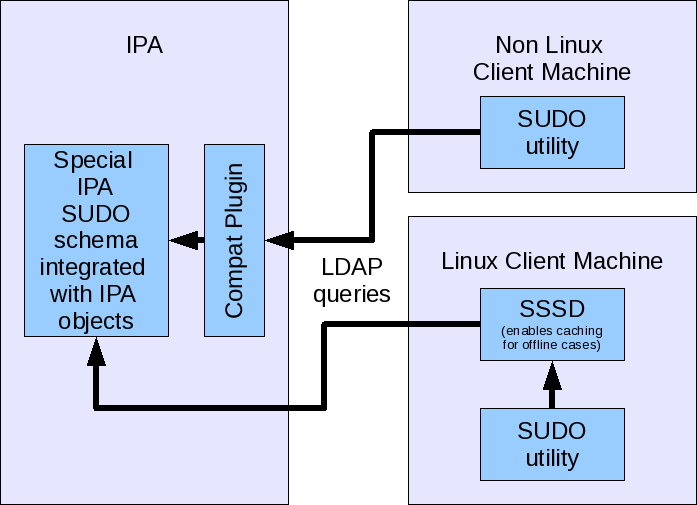 IPA
Special
IPA
SUDO
schema
integrated
with IPA
objects
Compat Plugin
LDAP
queries
Non Linux
Client Machine
SUDO
utility
Linux Client Machine
SSSD
(enables caching
for offline cases)
SUDO
utility